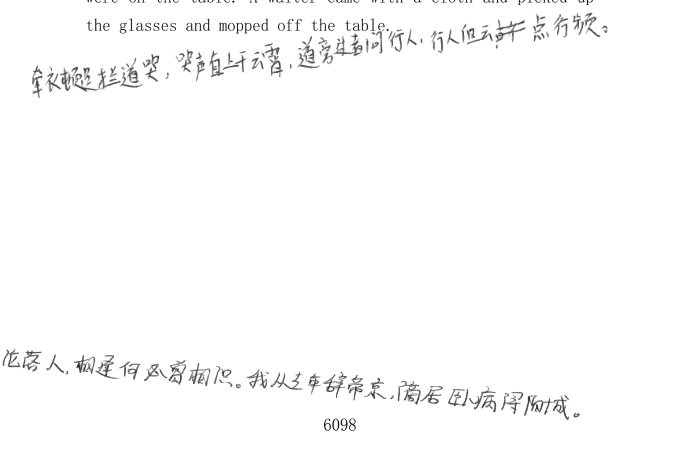 were on the table. A waiter came with a cloth and picked up
the glasses and mopped off the table.
牵衣顿足拦道哭，哭声直上干云霄，道旁过者问行人，行人但云点行频。
沦落人，相逢何必曾相识。我从去年辞帝京，谪居卧病浔阳城。
6098